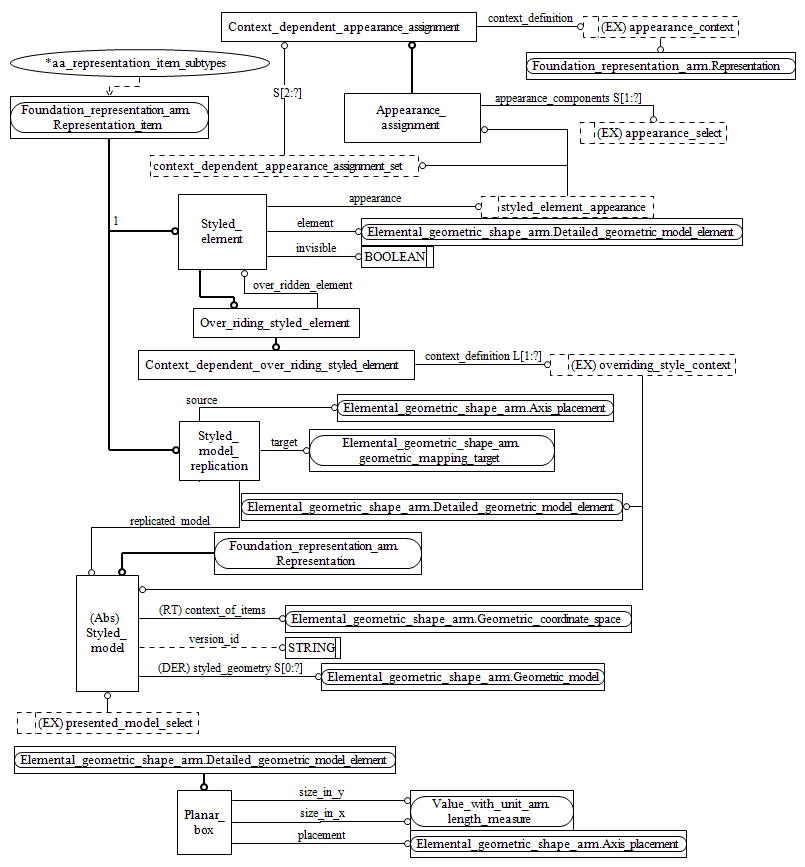 Context_dependent_appearance_assignment
context_definition
(EX) appearance_context
*aa_representation_item_subtypes
Foundation_representation_arm.Representation
S[2:?]
Foundation_representation_arm.
Representation_item
Appearance_
assignment
appearance_components S[1:?]
(EX) appearance_select
context_dependent_appearance_assignment_set
1
Styled_
element
appearance
styled_element_appearance
element
Elemental_geometric_shape_arm.Detailed_geometric_model_element
invisible
BOOLEAN
over_ridden_element
Over_riding_styled_element
Context_dependent_over_riding_styled_element
context_definition L[1:?]
(EX) overriding_style_context
source
Elemental_geometric_shape_arm.Axis_placement
Styled_
model_
replication
target
Elemental_geometric_shape_arm.
geometric_mapping_target
Elemental_geometric_shape_arm.Detailed_geometric_model_element
replicated_model
Foundation_representation_arm.
Representation
(Abs)
Styled_
model
(RT) context_of_items
Elemental_geometric_shape_arm.Geometric_coordinate_space
version_id
STRING
(DER) styled_geometry S[0:?]
Elemental_geometric_shape_arm.Geometric_model
(EX) presented_model_select
Elemental_geometric_shape_arm.Detailed_geometric_model_element
Planar_
box
size_in_y
size_in_x
Value_with_unit_arm.
length_measure
placement
Elemental_geometric_shape_arm.Axis_placement